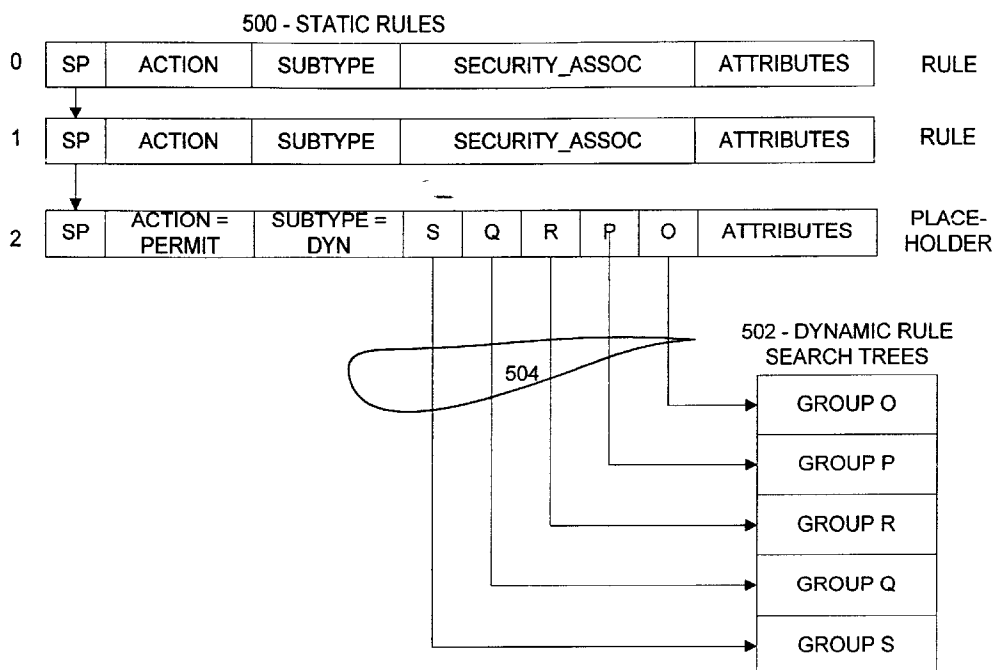 500 - STATIC RULES
0 SP ACTION SUBTYPE SECURITY_ASSOC ATTRIBUTES RULE
1 SP ACTION SUBTYPE SECURITY_ASSOC ATTRIBUTES RULE
2 SP ACTION = PERMIT SUBTYPE = DYN S Q R P O ATTRIBUTES PLACE-HOLDER
502 - DYNAMIC RULE
SEARCH TREES
504
GROUP O
GROUP P
GROUP R
GROUP Q
GROUP S